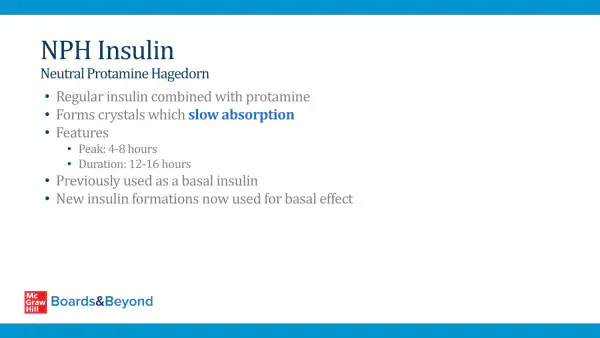 NPH Insulin
Neutral Protamine Hagedorn
• Regular insulin combined with protamine
• Forms crystals which slow absorption
• Features
• Peak: 4-8 hours
• Duration: 12-16 hours
• Previously used as a basal insulin
• New insulin formations now used for basal effect
Mc
Graw
Hill
Boards&Beyond